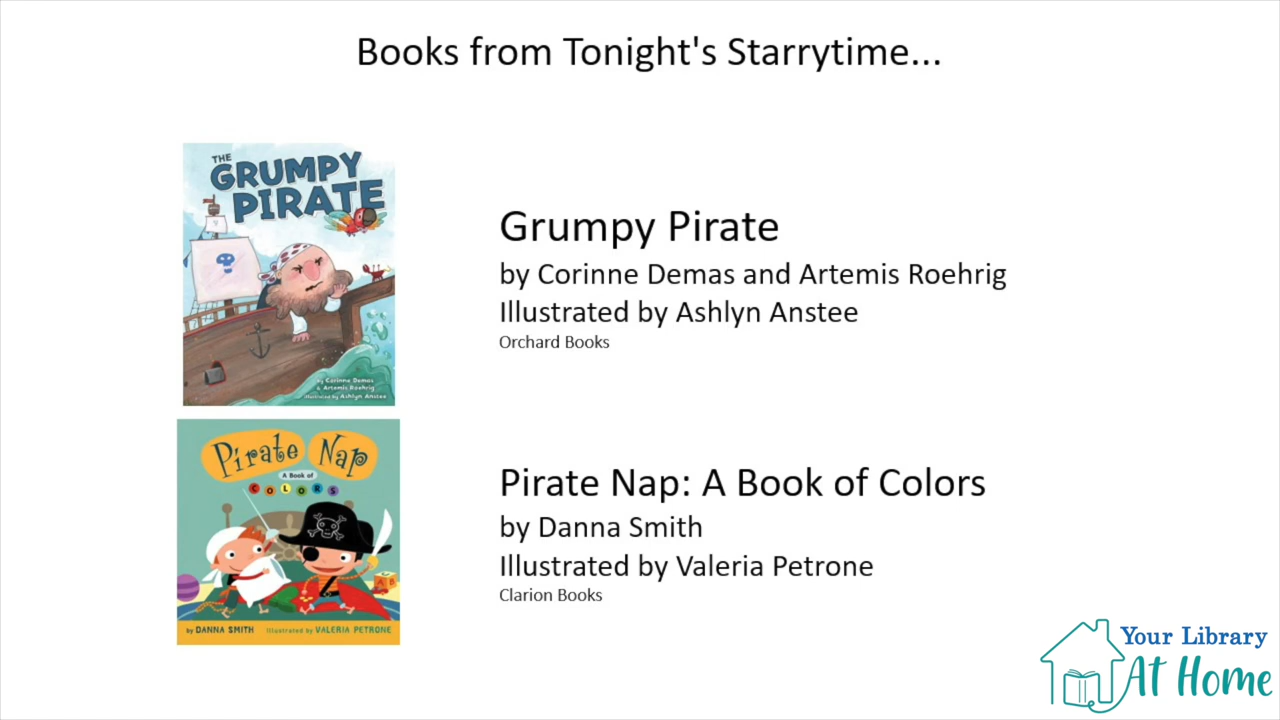 Books from Tonight's Starrytime...
THE
GRUMPY
PIRATE
by Corinne Demas
& Artemis Roehrig
illustrated by Ashlyn Anstee
Grumpy Pirate
by Corinne Demas and Artemis Roehrig
Illustrated by Ashlyn Anstee
Orchard Books
Pirate Nap
A Book of
COLORS
by DANNA SMITH Illustrated by VALERIA PETRONE
Pirate Nap: A Book of Colors
by Danna Smith
Illustrated by Valeria Petrone
Clarion Books
Your Library
At Home